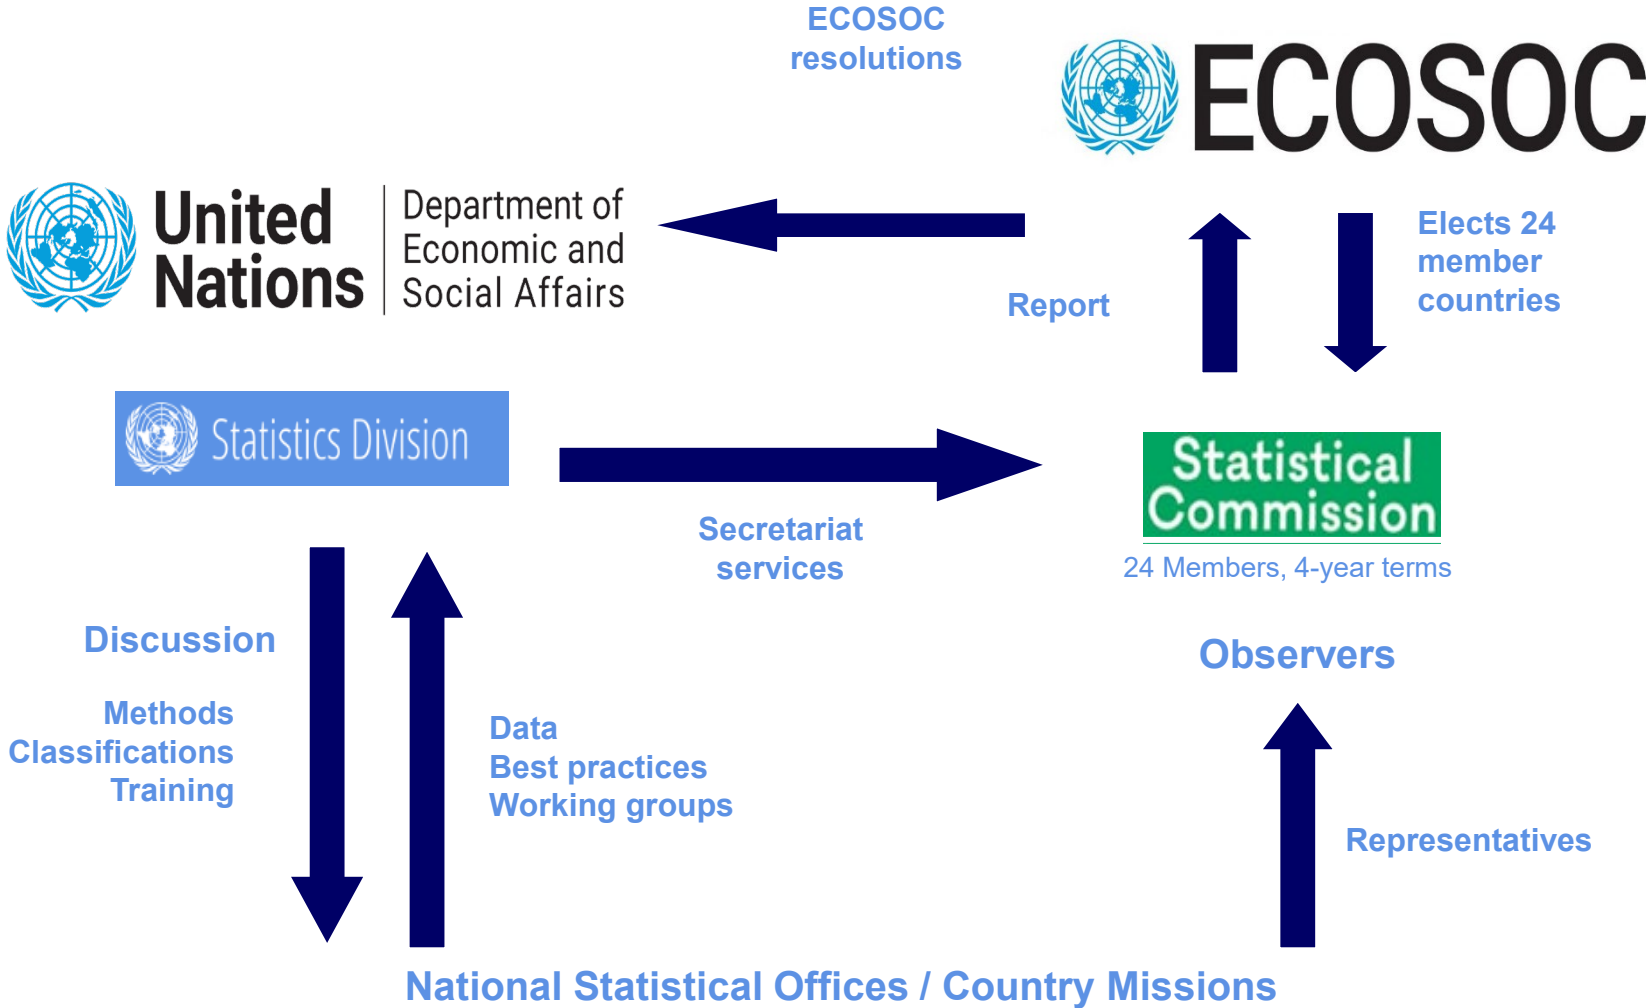 ECOSOC
resolutions
ECOSOC
United
Nations
Department of
Economic and
Social Affairs
Elects 24
member
countries
Report
Statistics Division
Statistical
Commission
24 Members, 4-year terms
Secretariat
services
Discussion
Methods
Classifications
Training
Data
Best practices
Working groups
Observers
Representatives
National Statistical Offices / Country Missions